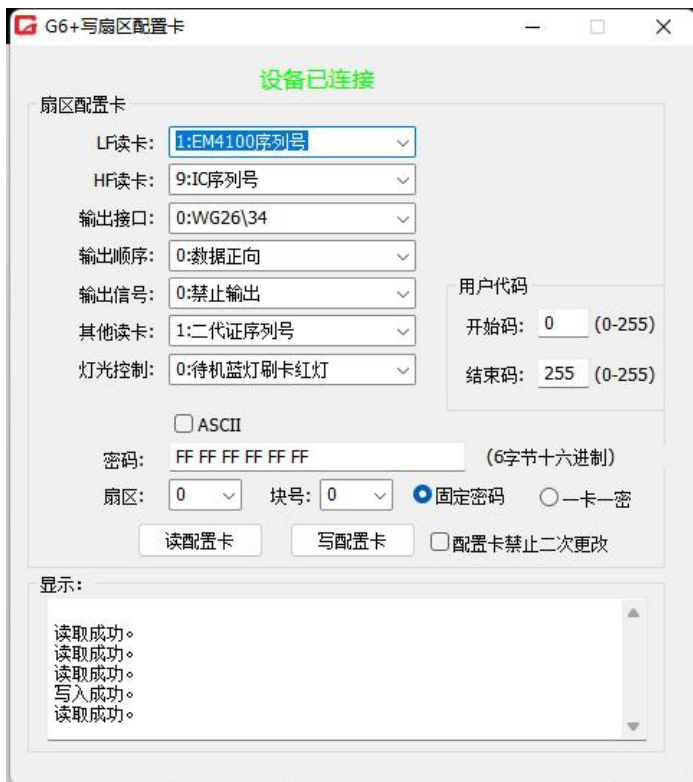 G6+写扇区配置卡
设备已连接
扇区配置卡
LF读卡: 1:EM4100序列号
HF读卡: 9:IC序列号
输出接口: 0:WG26\34
输出顺序: 0:数据正向
输出信号: 0:禁止输出
其他读卡: 1:二代证序列号
灯光控制: 0:待机蓝灯刷卡红灯
用户代码
开始码: 0 (0-255)
结束码: 255 (0-255)
ASCII
密码: FF FF FF FF FF FF (6字节十六进制)
扇区: 0 块号: 0 固定密码 一卡一密
读配置卡 写配置卡 配置卡禁止二次更改
显示:
读取成功。
读取成功。
读取成功。
写入成功。
读取成功。